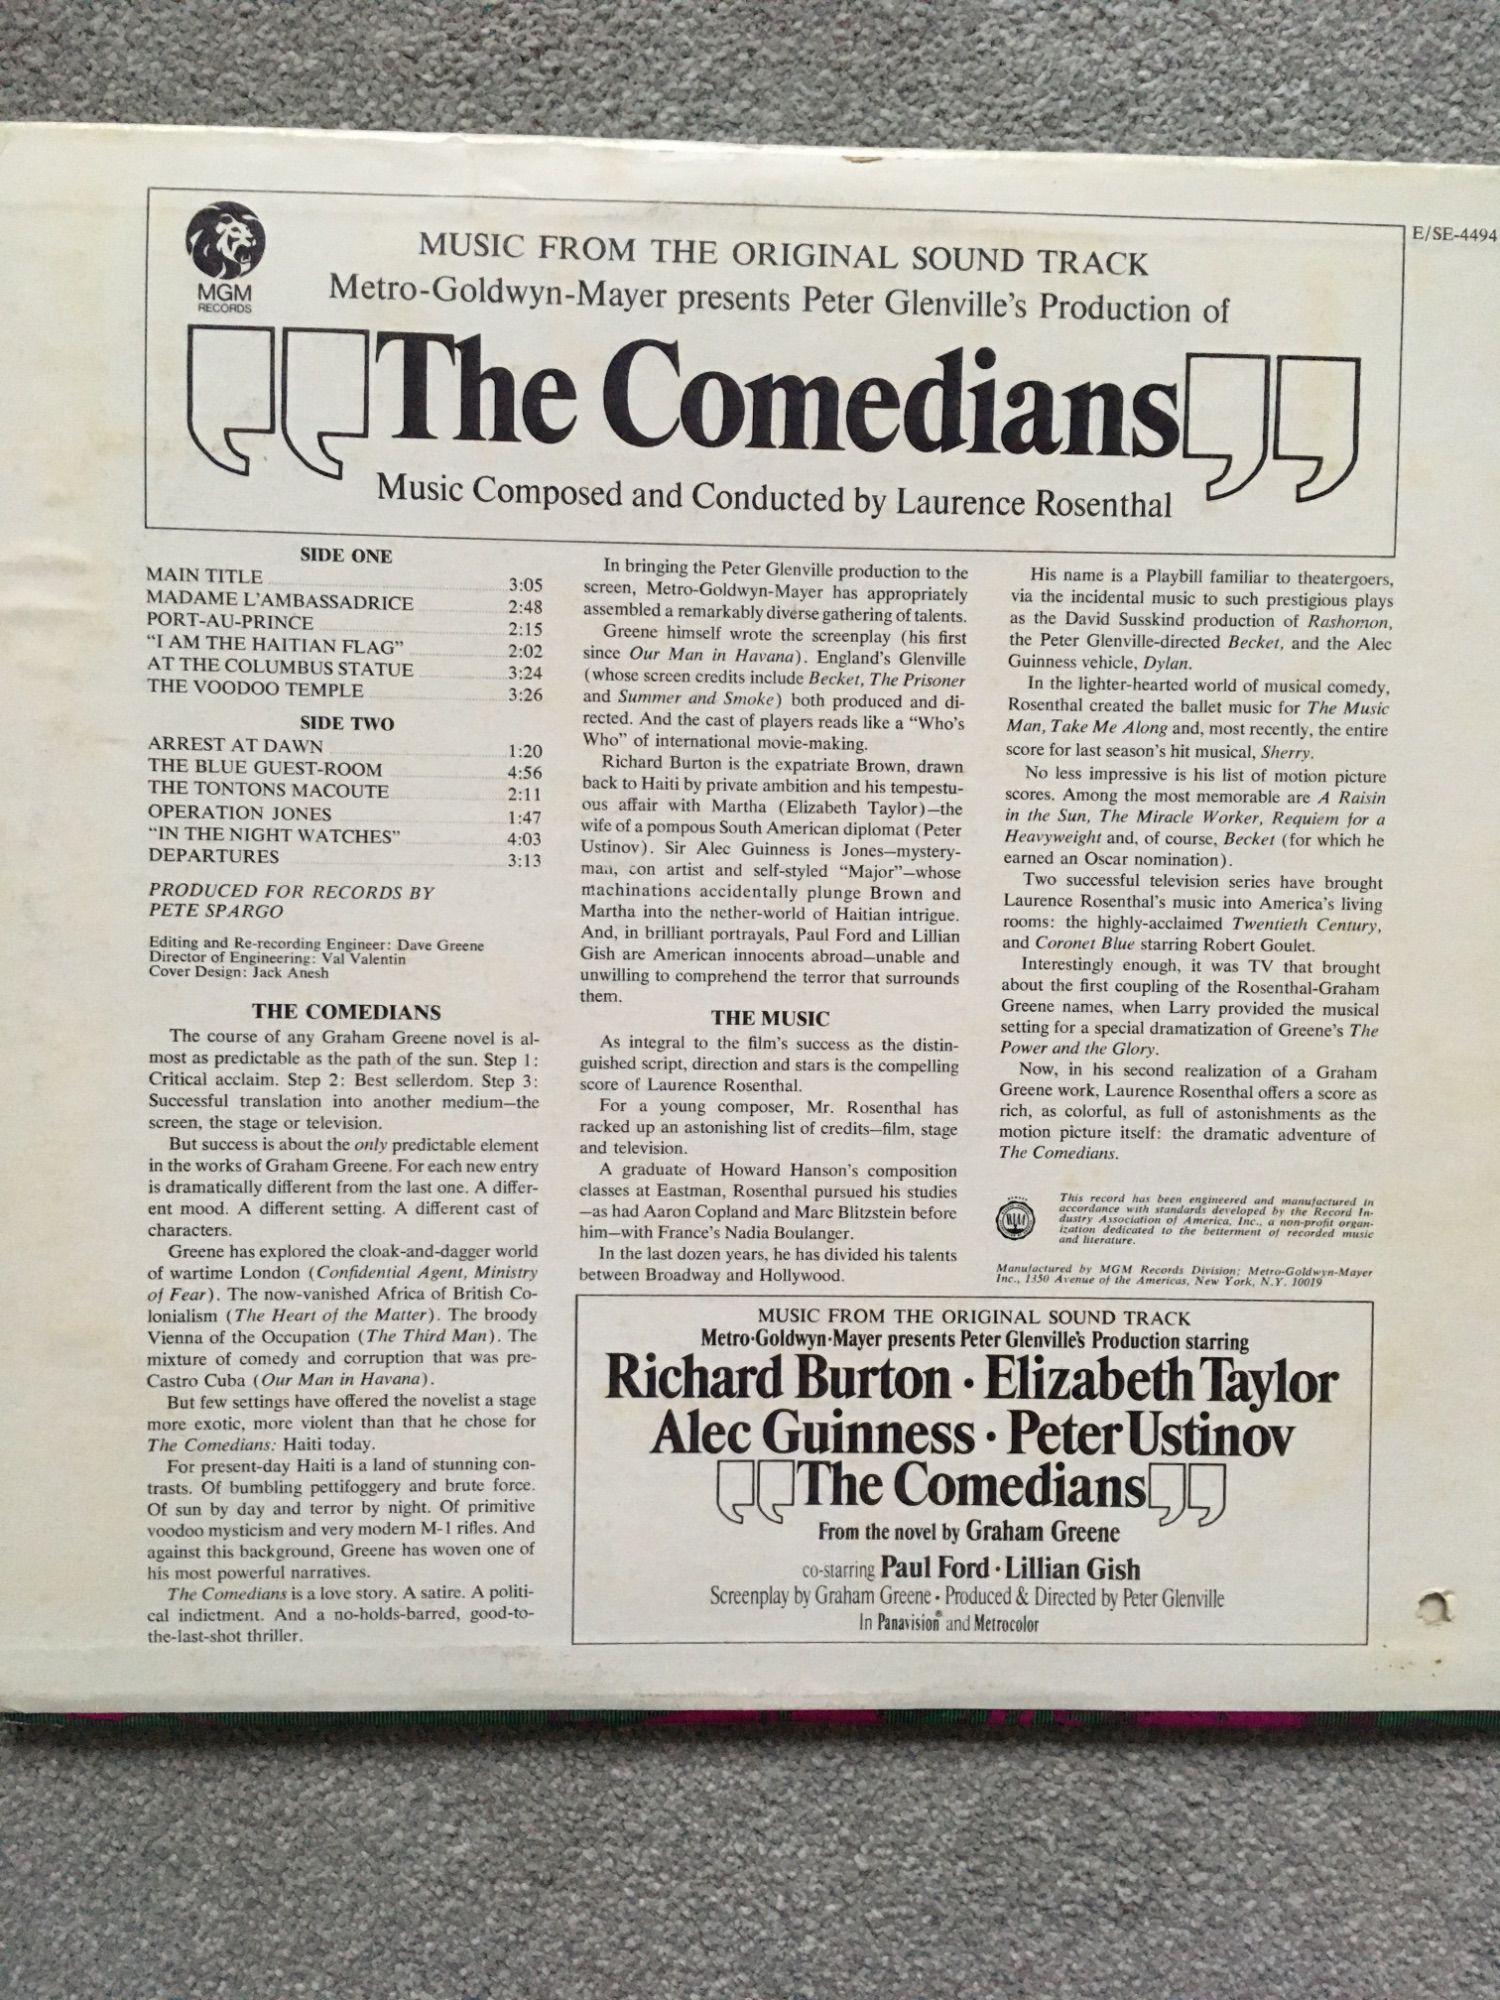 MGM
RECORDS
E/SE-4494
MUSIC FROM THE ORIGINAL SOUND TRACK
Metro-Goldwyn-Mayer presents Peter Glenville's Production of
"The Comedians"
Music Composed and Conducted by Laurence Rosenthal
SIDE ONE
MAIN TITLE 3:05
MADAME L'AMBASSADRICE 2:48
PORT-AU-PRINCE 2:15
"I AM THE HAITIAN FLAG" 2:02
AT THE COLUMBUS STATUE 3:24
THE VOODOO TEMPLE 3:26
SIDE TWO
ARREST AT DAWN 1:20
THE BLUE GUEST-ROOM 4:56
THE TONTONS MACOUTE 2:11
OPERATION JONES 1:47
"IN THE NIGHT WATCHES" 4:03
DEPARTURES 3:13
PRODUCED FOR RECORDS BY
PETE SPARGO
Editing and Re-recording Engineer: Dave Greene
Director of Engineering: Val Valentin
Cover Design: Jack Anesh
THE COMEDIANS
The course of any Graham Greene novel is al-
most as predictable as the path of the sun. Step 1:
Critical acclaim. Step 2: Best sellerdom. Step 3:
Successful translation into another medium—the
screen, the stage or television.
But success is about the only predictable element
in the works of Graham Greene. For each new entry
is dramatically different from the last one. A differ-
ent mood. A different setting. A different cast of
characters.
Greene has explored the cloak-and-dagger world
of wartime London (Confidential Agent, Ministry
of Fear). The now-vanished Africa of British Co-
lonialism (The Heart of the Matter). The broody
Vienna of the Occupation (The Third Man). The
mixture of comedy and corruption that was pre-
Castro Cuba (Our Man in Havana).
But few settings have offered the novelist a stage
more exotic, more violent than that he chose for
The Comedians: Haiti today.
For present-day Haiti is a land of stunning con-
trasts. Of bumbling pettifoggery and brute force.
Of sun by day and terror by night. Of primitive
voodoo mysticism and very modern M-1 rifles. And
against this background, Greene has woven one of
his most powerful narratives.
The Comedians is a love story. A satire. A politi-
cal indictment. And a no-holds-barred, good-to-
the-last-shot thriller.
In bringing the Peter Glenville production to the
screen, Metro-Goldwyn-Mayer has appropriately
assembled a remarkably diverse gathering of talents.
Greene himself wrote the screenplay (his first
since Our Man in Havana). England's Glenville
(whose screen credits include Becket, The Prisoner
and Summer and Smoke) both produced and di-
rected. And the cast of players reads like a "Who's
Who" of international movie-making.
Richard Burton is the expatriate Brown, drawn
back to Haiti by private ambition and his tempestu-
ous affair with Martha (Elizabeth Taylor)—the
wife of a pompous South American diplomat (Peter
Ustinov). Sir Alec Guinness is Jones—mystery-
man, con artist and self-styled "Major"—whose
machinations accidentally plunge Brown and
Martha into the nether-world of Haitian intrigue.
And, in brilliant portrayals, Paul Ford and Lillian
Gish are American innocents abroad—unable and
unwilling to comprehend the terror that surrounds
them.
THE MUSIC
As integral to the film's success as the distin-
guished script, direction and stars is the compelling
score of Laurence Rosenthal.
For a young composer, Mr. Rosenthal has
racked up an astonishing list of credits—film, stage
and television.
A graduate of Howard Hanson's composition
classes at Eastman, Rosenthal pursued his studies
—as had Aaron Copland and Marc Blitzstein before
him—with France's Nadia Boulanger.
In the last dozen years, he has divided his talents
between Broadway and Hollywood.
His name is a Playbill familiar to theatergoers,
via the incidental music to such prestigious plays
as the David Susskind production of Rashomon,
the Peter Glenville-directed Becket, and the Alec
Guinness vehicle, Dylan.
In the lighter-hearted world of musical comedy,
Rosenthal created the ballet music for The Music
Man, Take Me Along and, most recently, the entire
score for last season's hit musical, Sherry.
No less impressive is his list of motion picture
scores. Among the most memorable are A Raisin
in the Sun, The Miracle Worker, Requiem for a
Heavyweight and, of course, Becket (for which he
earned an Oscar nomination).
Two successful television series have brought
Laurence Rosenthal's music into America's living
rooms: the highly-acclaimed Twentieth Century,
and Coronet Blue starring Robert Goulet.
Interestingly enough, it was TV that brought
about the first coupling of the Rosenthal-Graham
Greene names, when Larry provided the musical
setting for a special dramatization of Greene's The
Power and the Glory.
Now, in his second realization of a Graham
Greene work, Laurence Rosenthal offers a score as
rich, as colorful, as full of astonishments as the
motion picture itself: the dramatic adventure of
The Comedians.
This record has been engineered and manufactured in
accordance with standards developed by the Record In-
dustry Association of America, Inc., a non-profit organ-
ization dedicated to the betterment of recorded music
and literature.
Manufactured by MGM Records Division; Metro-Goldwyn-Mayer
Inc., 1350 Avenue of the Americas, New York, N.Y. 10019
MUSIC FROM THE ORIGINAL SOUND TRACK
Metro-Goldwyn-Mayer presents Peter Glenville's Production starring
Richard Burton · Elizabeth Taylor
Alec Guinness · Peter Ustinov
"The Comedians"
From the novel by Graham Greene
co-starring Paul Ford · Lillian Gish
Screenplay by Graham Greene · Produced & Directed by Peter Glenville
In Panavision® and Metrocolor